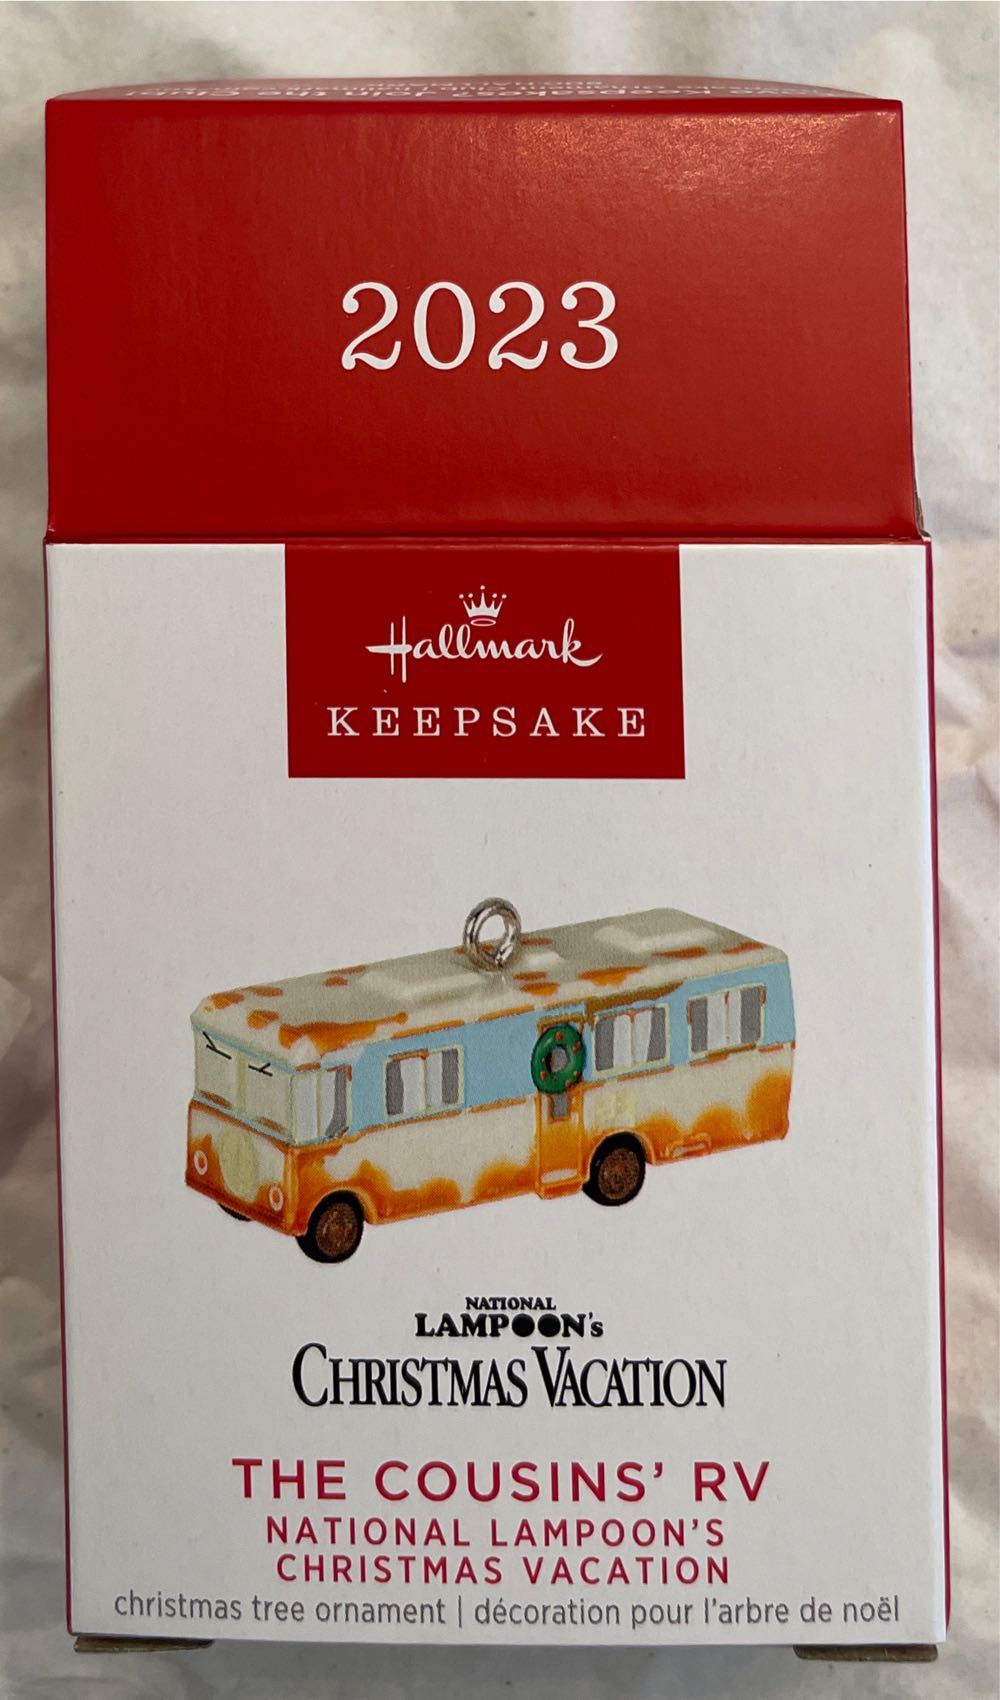 2023
Hallmark
KEEPSAKE
NATIONAL
LAMPOON's
CHRISTMAS VACATION
THE COUSINS' RV
NATIONAL LAMPOON'S
CHRISTMAS VACATION
christmas tree ornament | décoration pour l'arbre de noël